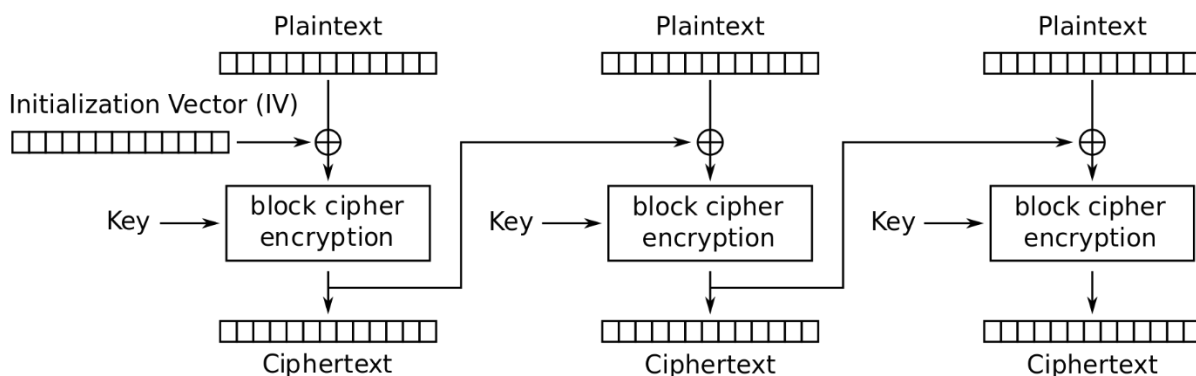 Plaintext
Plaintext
Plaintext
Initialization Vector (IV)
Key
block cipher
encryption
Key
block cipher
encryption
Key
block cipher
encryption
Ciphertext
Ciphertext
Ciphertext